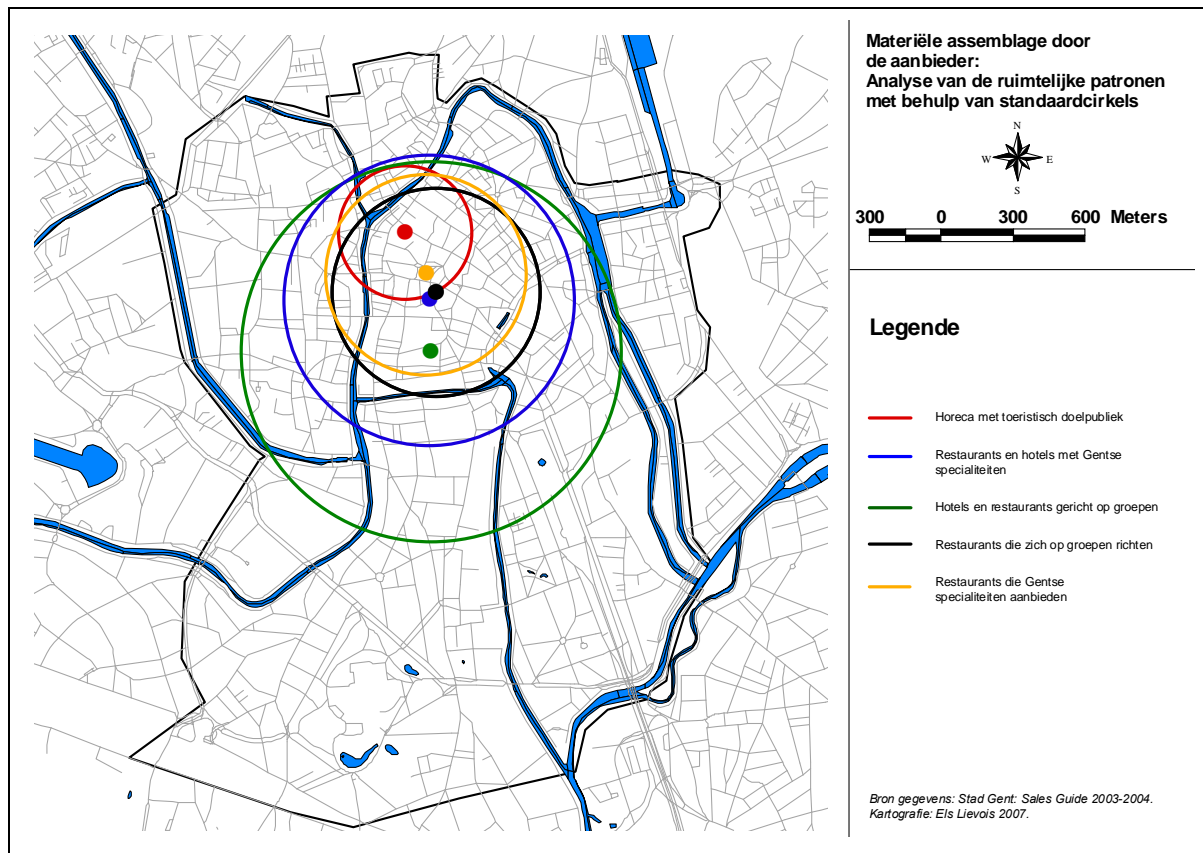 Materiële assemblage door
de aanbieder:
Analyse van de ruimtelijke patronen
met behulp van standaardcirkels
N
W E
S
300 0 300 600 Meters
Legende
Horeca met toeristisch doelpubliek
Restaurants en hotels met Gentse
specialiteiten
Hotels en restaurants gericht op groepen
Restaurants die zich op groepen richten
Restaurants die Gentse
specialiteiten aanbieden
Bron gegevens: Stad Gent: Sales Guide 2003-2004.
Kartografie: Els Lievois 2007.